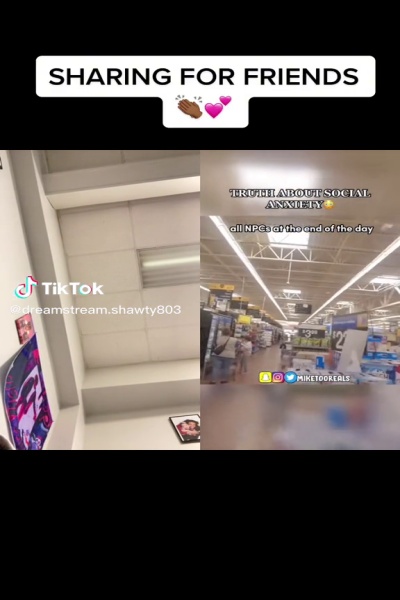 SHARING FOR FRIENDS
👏🏾💕
TikTok
@dreamstream.shawty803
TRUTH ABOUT SOCIAL
ANXIETY
all NPCs at the end of the day
MIKETOOREALS